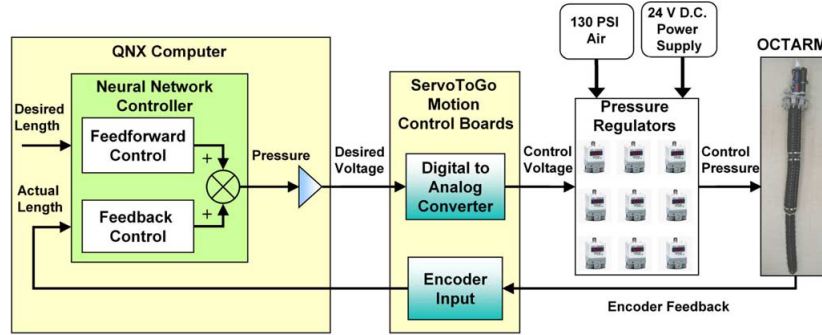 130 PSI
Air
24 V D.C.
Power
Supply
OCTARM
QNX Computer
Neural Network
Controller
Desired
Length
Feedforward
Control
+
Pressure
Desired
Voltage
Actual
Length
Feedback
Control
+
ServoToGo
Motion
Control Boards
Digital to
Analog
Converter
Control
Voltage
Pressure
Regulators
Control
Pressure
Encoder
Input
Encoder Feedback